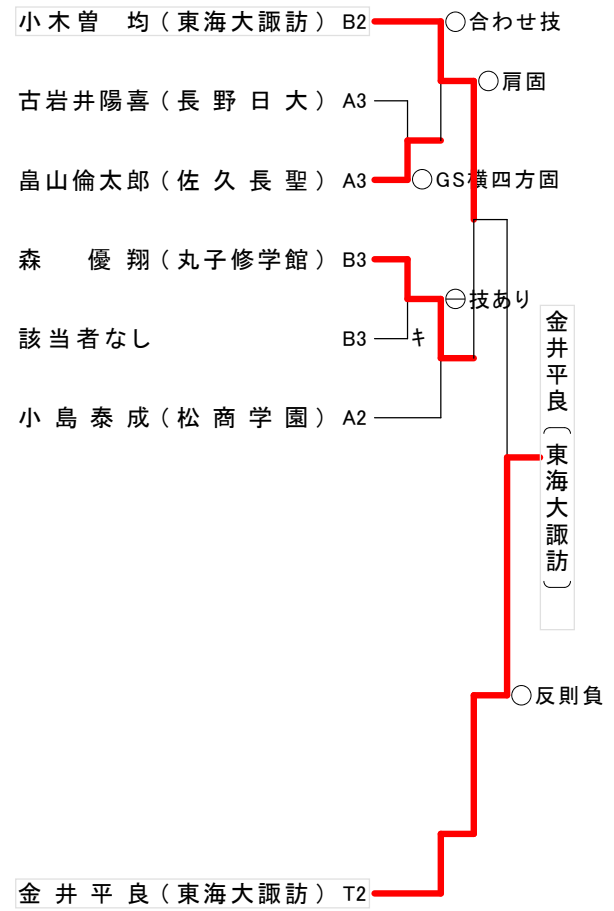 小木曽　均（東海大諏訪）B2
○合わせ技
○肩固
古岩井陽喜（長野日大）A3
畠山倫太郎（佐久長聖）A3
○GS横四方固
森　優翔（丸子修学館）B3
㊀技あり
該当者なし B3
キ
小島泰成（松商学園）A2
金井平良（東海大諏訪）
○反則負
金井平良（東海大諏訪）T2